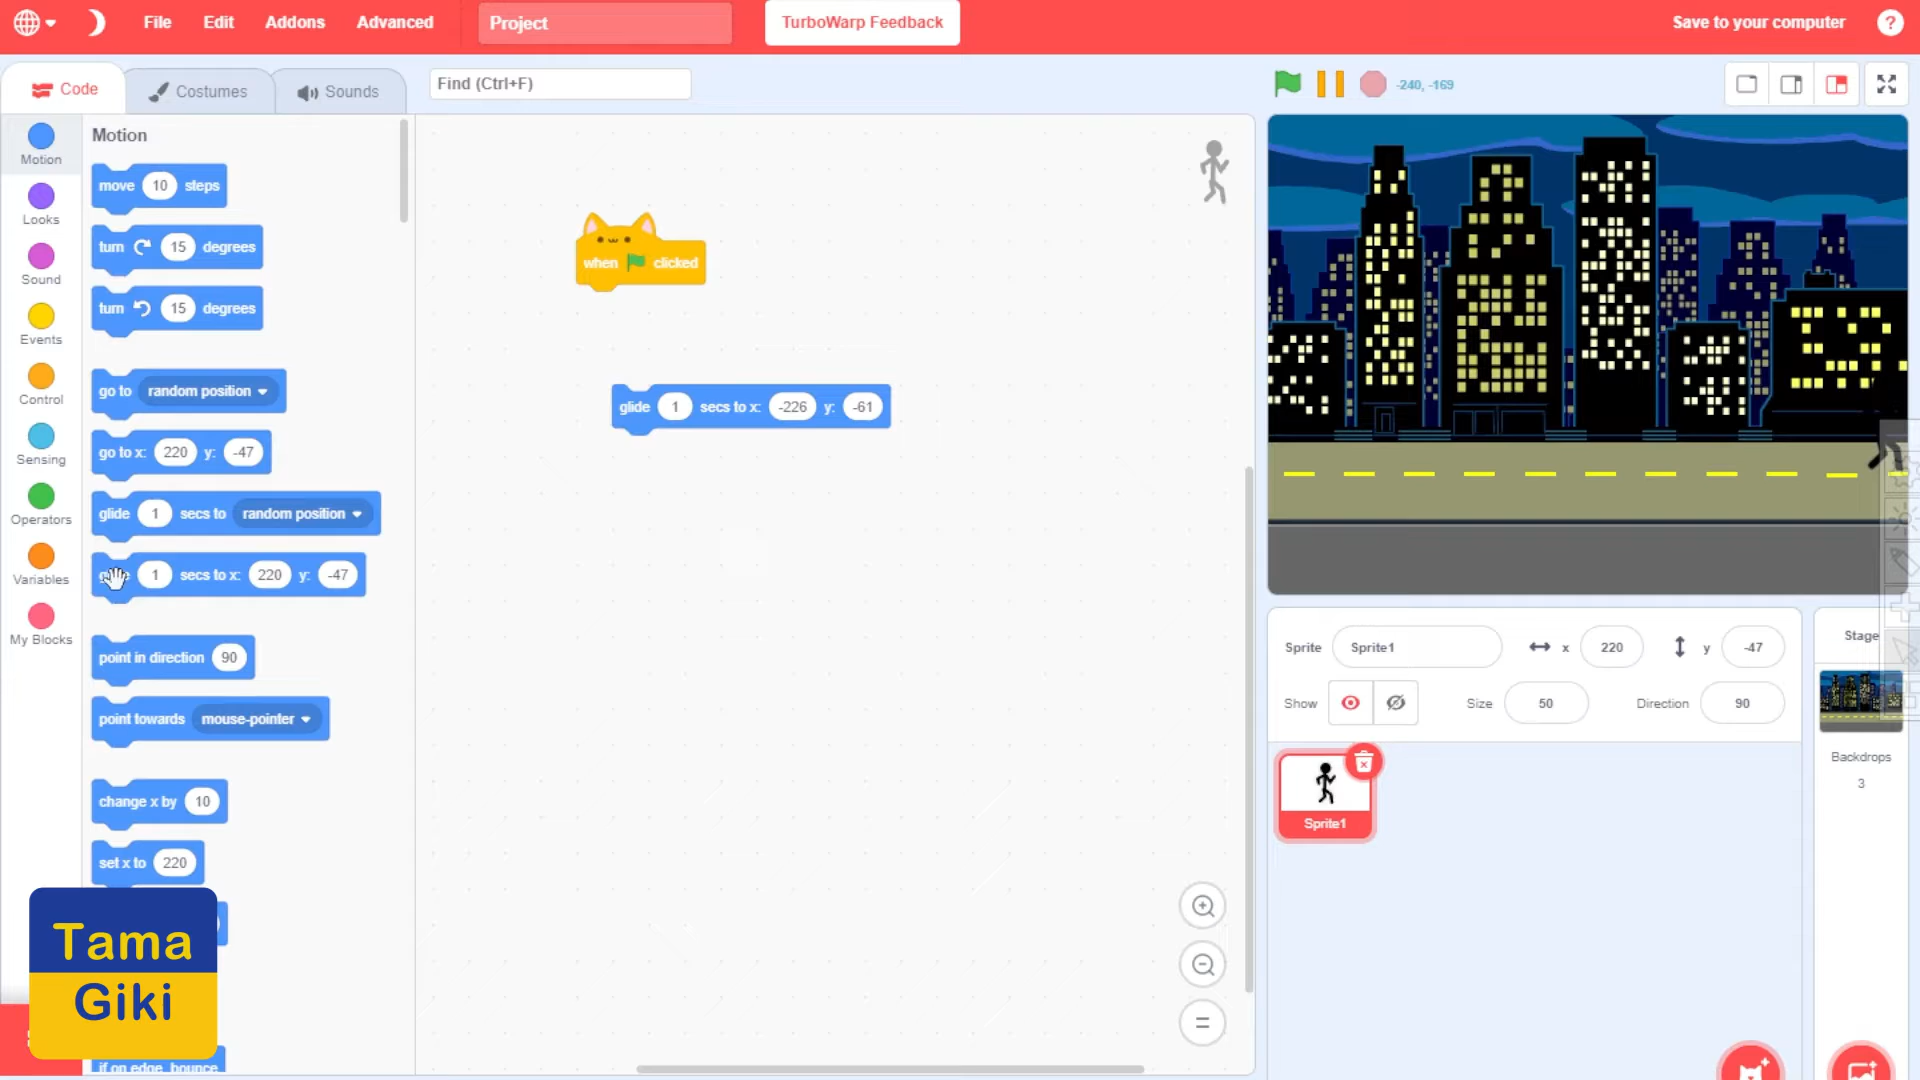 File Edit Addons Advanced Project TurboWarp Feedback Save to your computer ?
Code Costumes Sounds Find (Ctrl+F) -240, -169
Motion
Looks
Sound
Events
Control
Sensing
Operators
Variables
My Blocks
Motion
move 10 steps
turn 15 degrees
turn 15 degrees
go to random position
go to x: 220 y: -47
glide 1 secs to random position
1 secs to x: 220 y: -47
point in direction 90
point towards mouse-pointer
change x by 10
set x to 220
if on edge, bounce
when clicked
glide 1 secs to x: -226 y: -61
Sprite Sprite1 x 220 y -47
Show Size 50 Direction 90
Sprite1
Stage
Backdrops
3
Tama
Giki